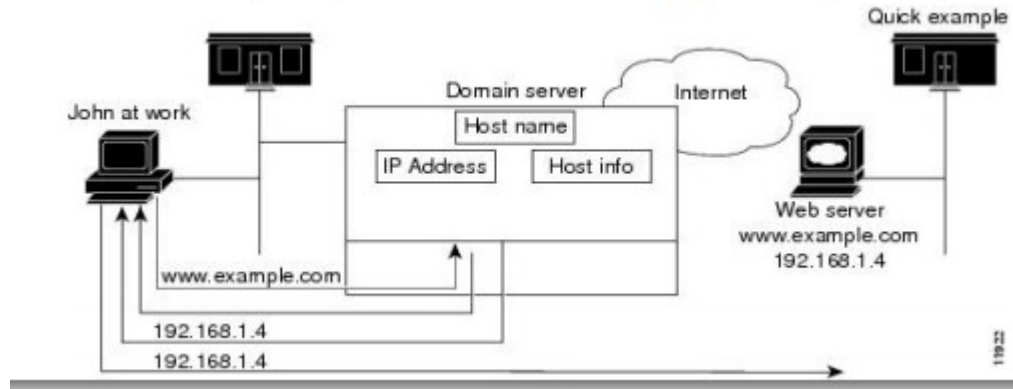 Quick example
Domain server
Internet
John at work
Host name
IP Address
Host info
Web server
www.example.com
192.168.1.4
www.example.com
192.168.1.4
192.168.1.4
11922